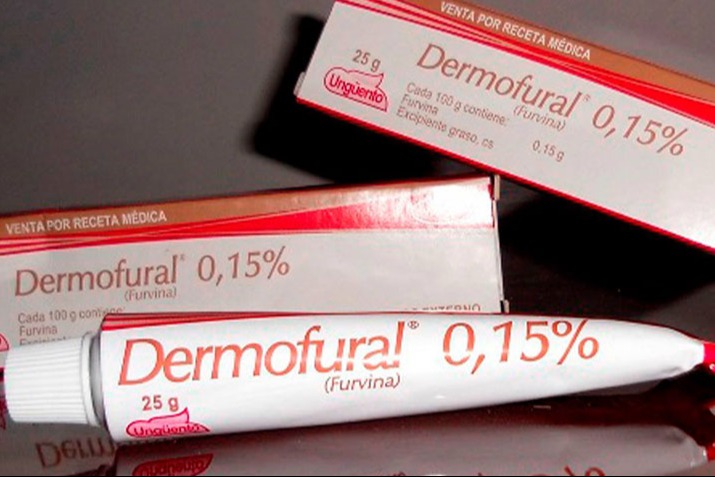 VENTA POR RECETA MÉDICA
25 g
Ungüento
Dermofural® 0,15%
(Furvina)
Cada 100 g contiene:
Furvina 0,15 g
Excipiente graso, cs
VENTA POR RECETA MÉDICA
Dermofural® 0,15%
(Furvina)
Cada 100 g
Furvina
EXTERNO
Dermofural® 0,15%
(Furvina)
25 g
Ungüento